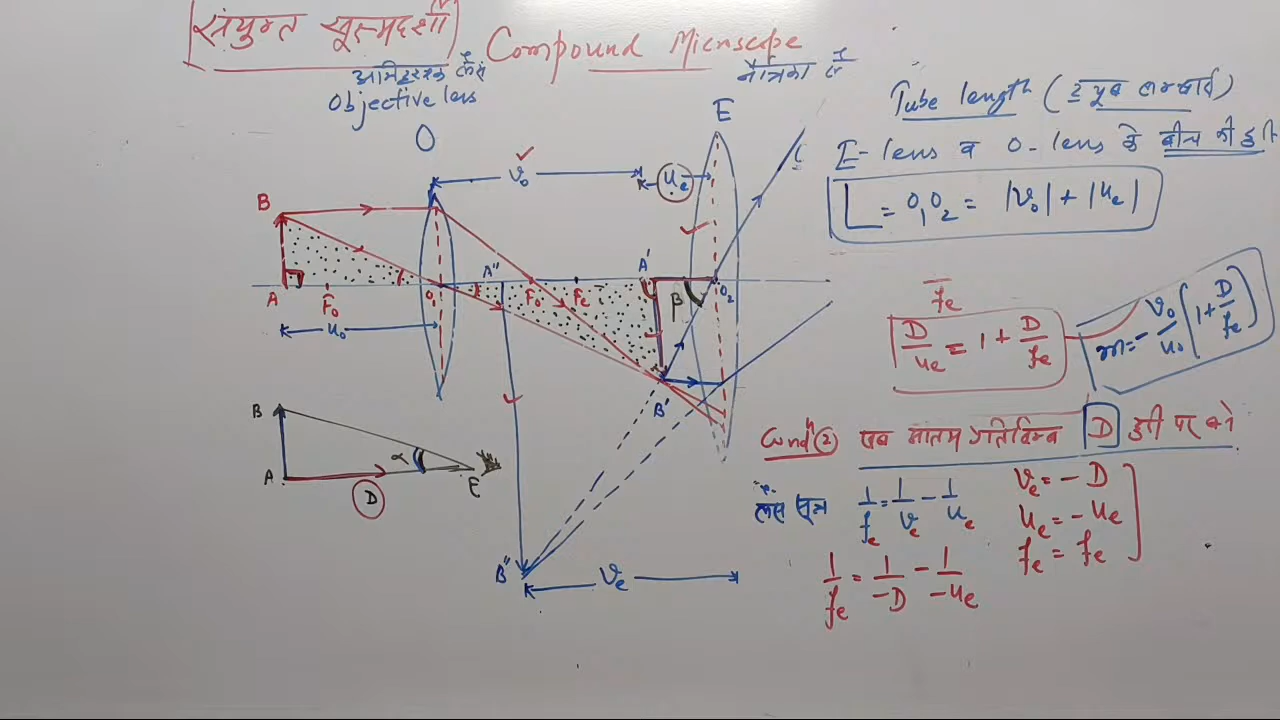 संयुक्त सूक्ष्मदर्शी
Compound Micnscope
अभिदृश्यक लेंस
Objective lens
नेत्रिका
O
E
Tube length (ट्यूब लम्बाई)
E-lens व O-lens के बीच की दूरी
L = O₁O₂ = |v₀| + |uₑ|
v₀
uₑ
B
A
F₀
O₁
A"
F₀
Fₑ
A'
β
O₂
B'
u₀
fₑ
D/uₑ = 1 + D/fₑ
m = - v₀/u₀ (1 + D/fₑ)
B
A
α
D
E
B"
vₑ
Condⁿ ② जब प्रतिबिम्ब D दूरी पर बने
लेंस सूत्र 1/fₑ = 1/vₑ - 1/uₑ
vₑ = - D
uₑ = - uₑ
fₑ = fₑ
1/fₑ = 1/-D - 1/-uₑ